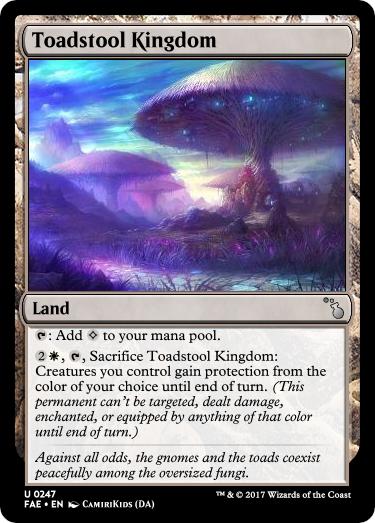 Toadstool Kingdom
Land
: Add to your mana pool.
2 , , Sacrifice Toadstool Kingdom:
Creatures you control gain protection from the
color of your choice until end of turn. (This
permanent can't be targeted, dealt damage,
enchanted, or equipped by anything of that color
until end of turn.)
Against all odds, the gnomes and the toads coexist
peacefully among the oversized fungi.
U 0247
FAE • EN CAMIRIKIDS (DA)
™ & © 2017 Wizards of the Coast